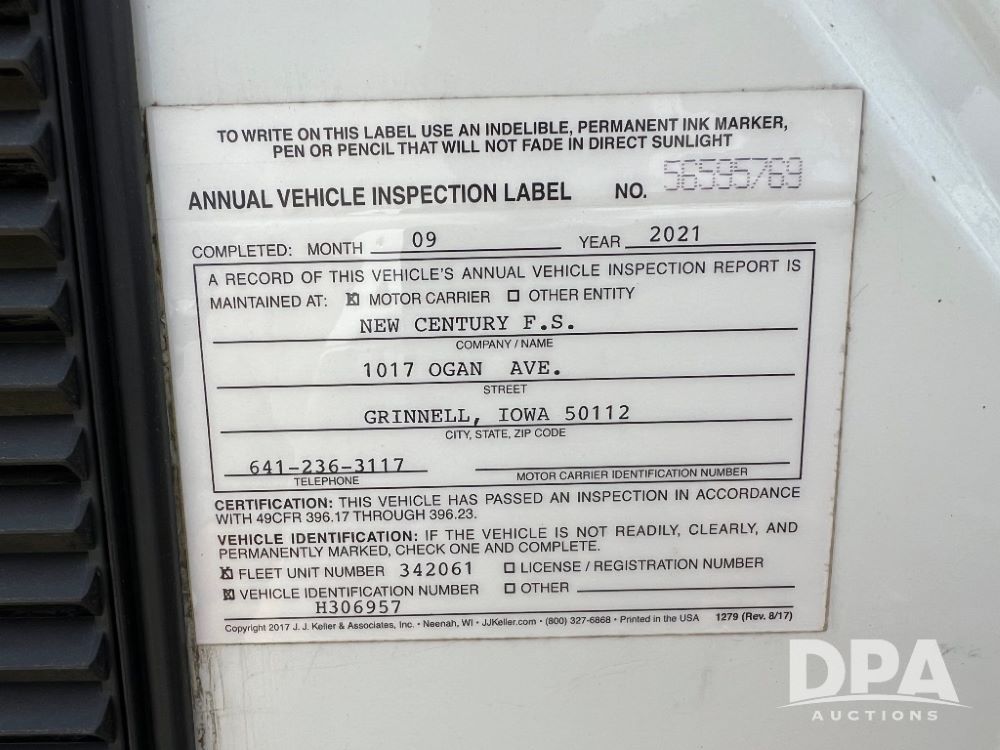 TO WRITE ON THIS LABEL USE AN INDELIBLE, PERMANENT INK MARKER,
PEN OR PENCIL THAT WILL NOT FADE IN DIRECT SUNLIGHT
ANNUAL VEHICLE INSPECTION LABEL NO. 56595769
COMPLETED: MONTH 09 YEAR 2021
A RECORD OF THIS VEHICLE'S ANNUAL VEHICLE INSPECTION REPORT IS
MAINTAINED AT: ☒ MOTOR CARRIER ☐ OTHER ENTITY
NEW CENTURY F.S.
COMPANY / NAME
1017 OGAN AVE.
STREET
GRINNELL, IOWA 50112
CITY, STATE, ZIP CODE
641-236-3117
TELEPHONE MOTOR CARRIER IDENTIFICATION NUMBER
CERTIFICATION: THIS VEHICLE HAS PASSED AN INSPECTION IN ACCORDANCE
WITH 49CFR 396.17 THROUGH 396.23.
VEHICLE IDENTIFICATION: IF THE VEHICLE IS NOT READILY, CLEARLY, AND
PERMANENTLY MARKED, CHECK ONE AND COMPLETE.
☒ FLEET UNIT NUMBER 342061 ☐ LICENSE / REGISTRATION NUMBER
☒ VEHICLE IDENTIFICATION NUMBER ☐ OTHER
H306957
Copyright 2017 J. J. Keller & Associates, Inc. • Neenah, WI • JJKeller.com • (800) 327-6868 • Printed in the USA 1279 (Rev. 8/17)
DPA
AUCTIONS